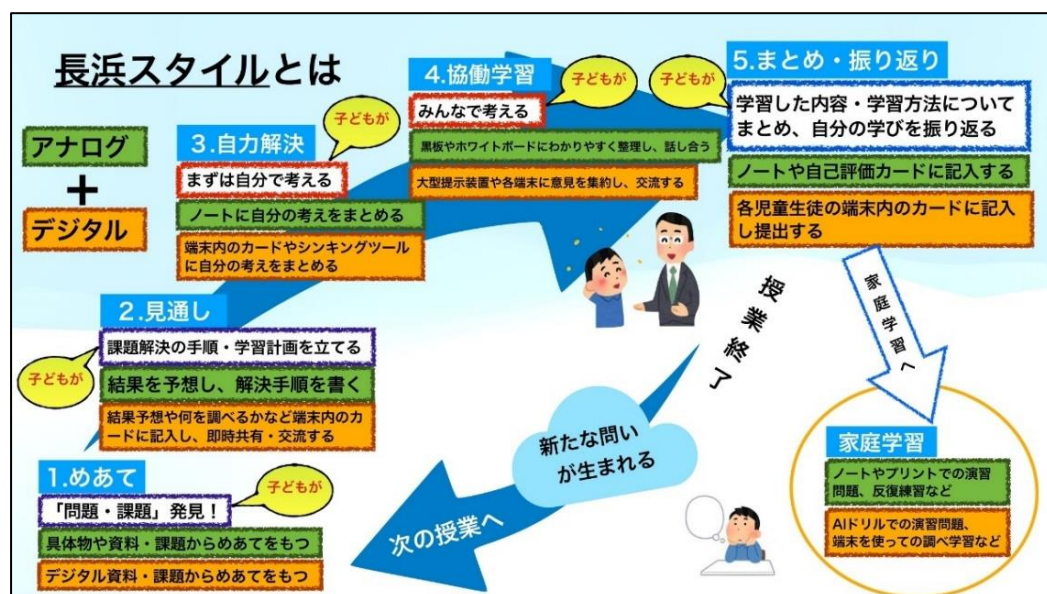 長浜スタイルとは
アナログ
+
デジタル
1.めあて
子どもが
「問題・課題」発見！
具体物や資料・課題からめあてをもつ
デジタル資料・課題からめあてをもつ
２.見通し
子どもが
課題解決の手順・学習計画を立てる
結果を予想し、解決手順を書く
結果予想や何を調べるかなど端末内のカ
ードに記入し、即時共有・交流する
３.自力解決
子どもが
まずは自分で考える
ノートに自分の考えをまとめる
端末内のカードやシンキングツール
に自分の考えをまとめる
4.協働学習
子どもが
みんなで考える
黒板やホワイトボードにわかりやすく整理し、話し合う
大型提示装置や各端末に意見を集約し、交流する
5.まとめ・振り返り
子どもが
学習した内容・学習方法について
まとめ、自分の学びを振り返る
ノートや自己評価カードに記入する
各児童生徒の端末内のカードに記入
し提出する
授業終了
家庭学習へ
家庭学習
ノートやプリントでの演習
問題、反復練習など
AIドリルでの演習問題、
端末を使っての調べ学習など
新たな問い
が生まれる
次の授業へ